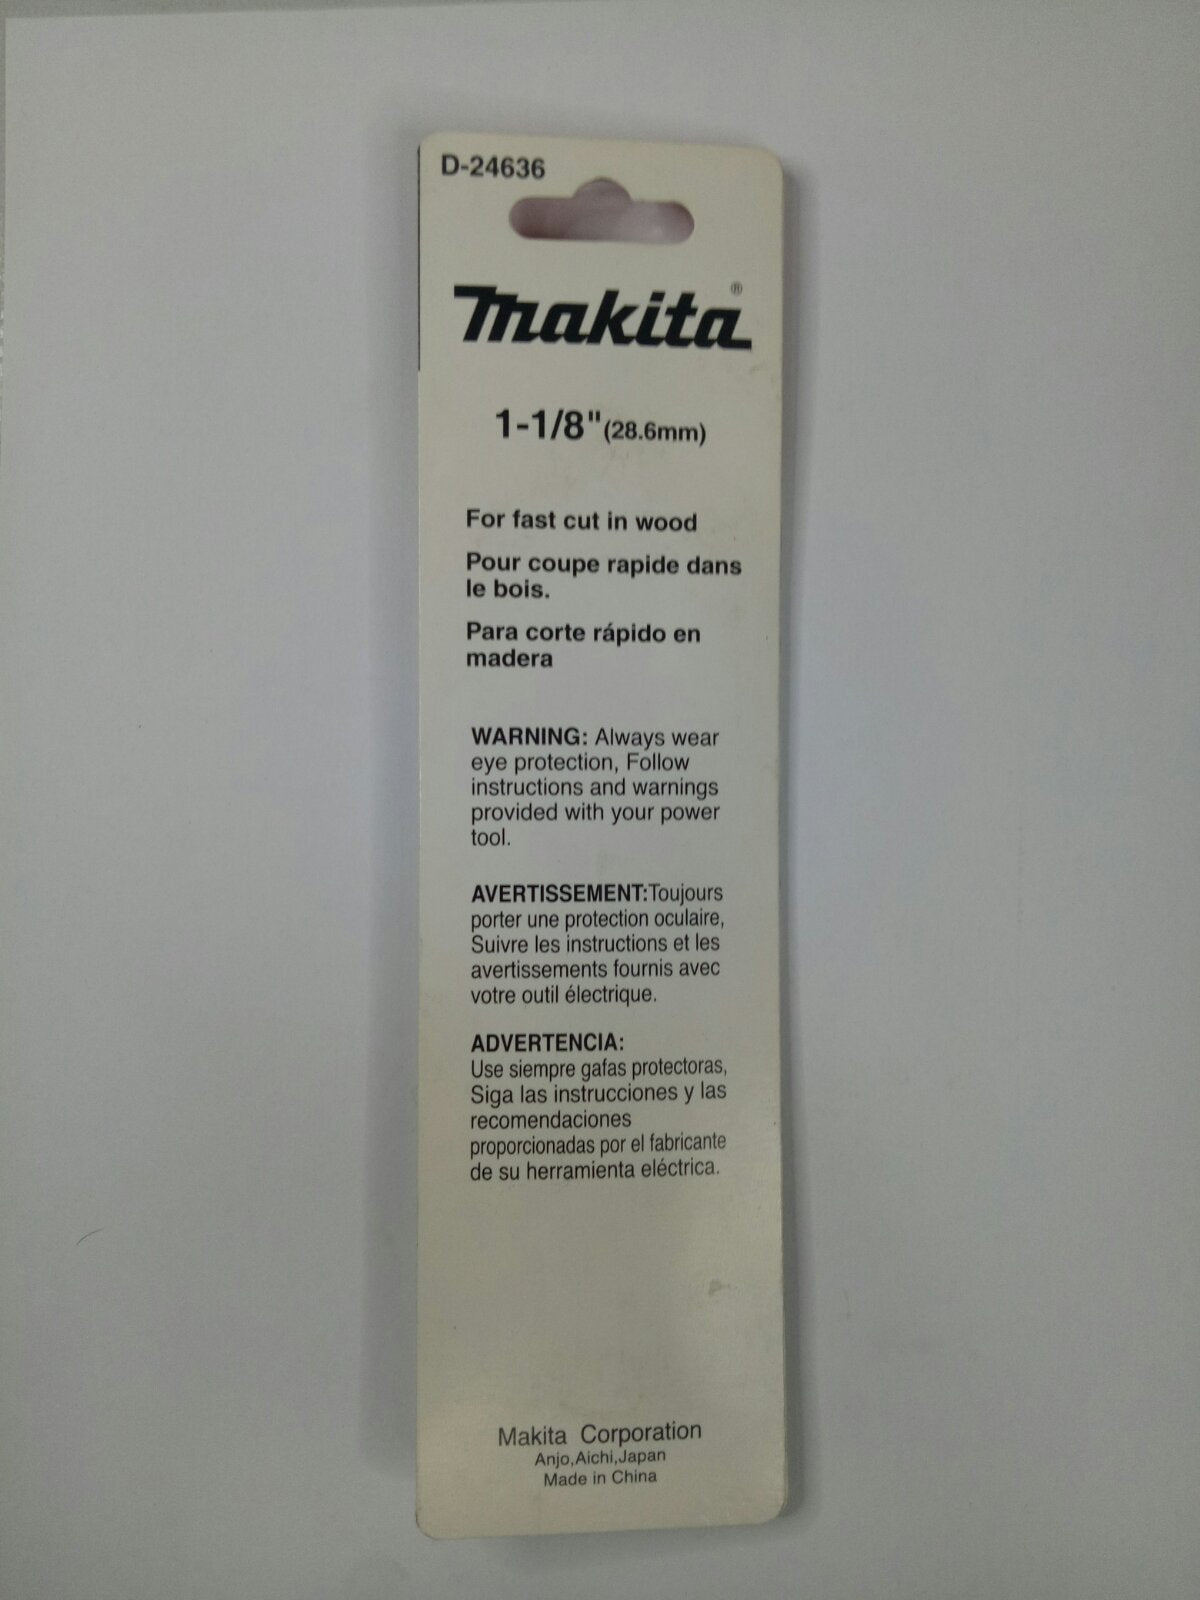 D-24636
makita®
1-1/8"(28.6mm)
For fast cut in wood
Pour coupe rapide dans
le bois.
Para corte rápido en
madera
WARNING: Always wear
eye protection, Follow
instructions and warnings
provided with your power
tool.
AVERTISSEMENT:Toujours
porter une protection oculaire,
Suivre les instructions et les
avertissements fournis avec
votre outil électrique.
ADVERTENCIA:
Use siempre gafas protectoras,
Siga las instrucciones y las
recomendaciones
proporcionadas por el fabricante
de su herramienta eléctrica.
Makita Corporation
Anjo,Aichi,Japan
Made in China